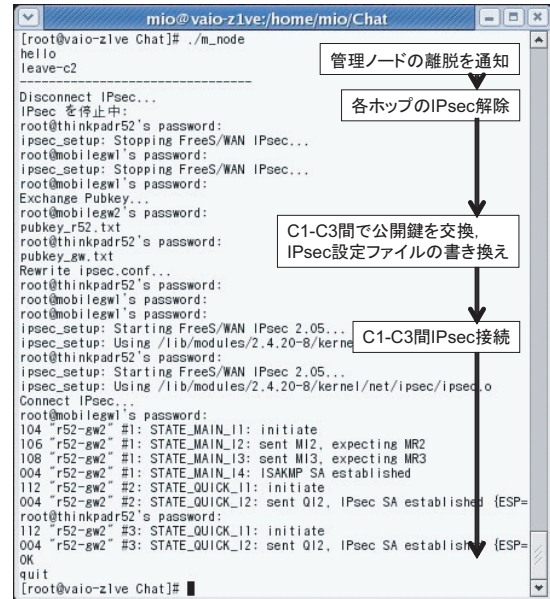 mio@vaio-z1ve:/home/mio/Chat
[root@vaio-z1ve Chat]# ./m_node
hello
leave-c2
---------------------------------
管理ノードの離脱を通知
Disconnect IPsec...
IPsec を停止中:
各ホップのIPsec解除
root@thinkpadr52's password:
ipsec_setup: Stopping FreeS/WAN IPsec...
root@mobilegw1's password:
ipsec_setup: Stopping FreeS/WAN IPsec...
root@mobilegw1's password:
Exchange Pubkey...
root@mobilegw2's password:
pubkey_r52.txt
root@thinkpadr52's password:
pubkey_gw.txt
C1-C3間で公開鍵を交換,
IPsec設定ファイルの書き換え
Rewrite ipsec.conf...
root@thinkpadr52's password:
root@mobilegw1's password:
root@mobilegw1's password:
ipsec_setup: Starting FreeS/WAN IPsec 2.05...
ipsec_setup: Using /lib/modules/2.4.20-8/kerne
C1-C3間IPsec接続
root@thinkpadr52's password:
ipsec_setup: Starting FreeS/WAN IPsec 2.05...
ipsec_setup: Using /lib/modules/2.4.20-8/kernel/net/ipsec/ipsec.o
Connect IPsec...
root@mobilegw1's password:
104 "r52-gw2" #1: STATE_MAIN_I1: initiate
106 "r52-gw2" #1: STATE_MAIN_I2: sent MI2, expecting MR2
108 "r52-gw2" #1: STATE_MAIN_I3: sent MI3, expecting MR3
004 "r52-gw2" #1: STATE_MAIN_I4: ISAKMP SA established
112 "r52-gw2" #2: STATE_QUICK_I1: initiate
004 "r52-gw2" #2: STATE_QUICK_I2: sent QI2, IPsec SA established {ESP=
root@thinkpadr52's password:
112 "r52-gw2" #3: STATE_QUICK_I1: initiate
004 "r52-gw2" #3: STATE_QUICK_I2: sent QI2, IPsec SA established {ESP=
OK
quit
[root@vaio-z1ve Chat]#